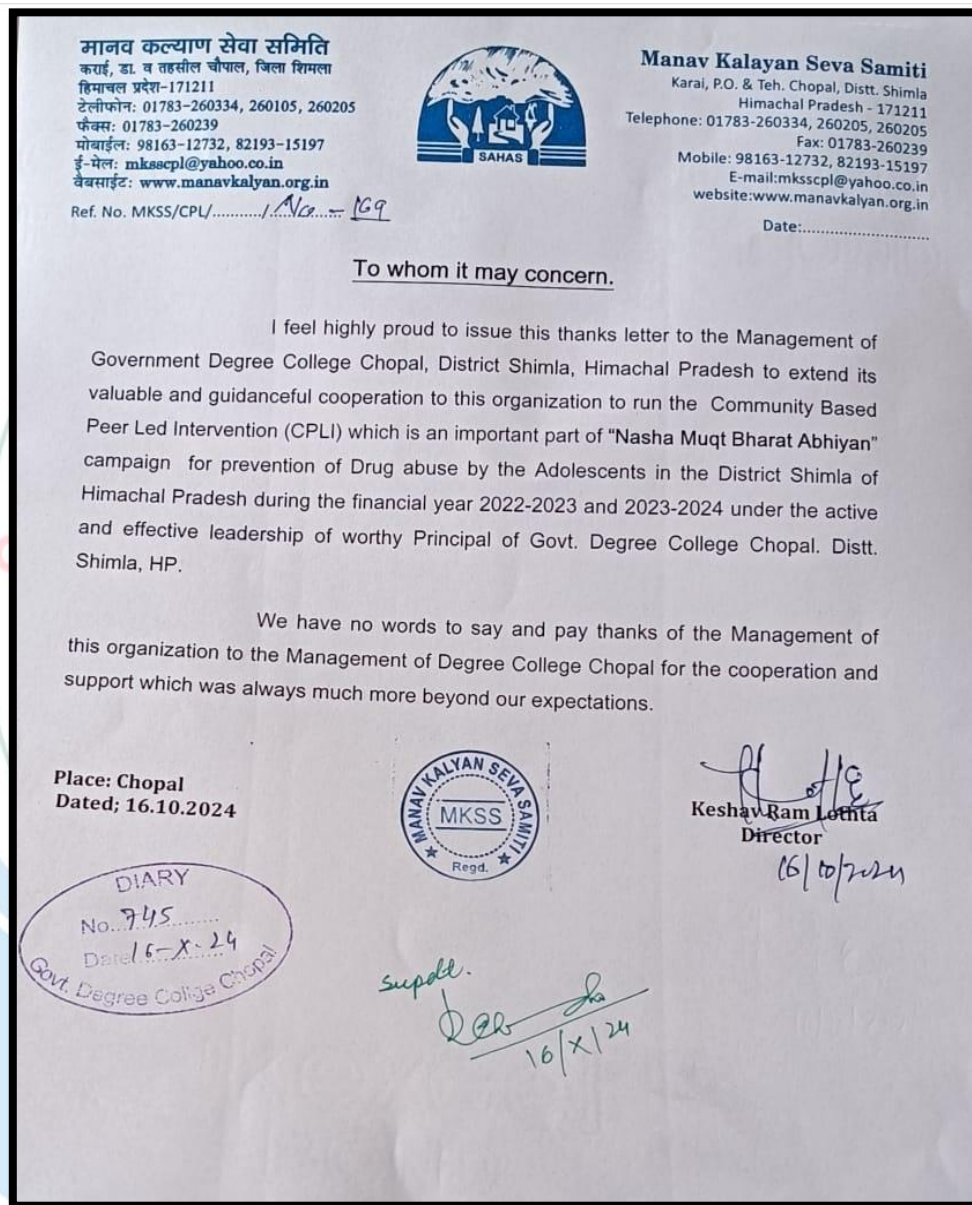 मानव कल्याण सेवा समिति
कराई, डा. व तहसील चौपाल, जिला शिमला
हिमाचल प्रदेश-171211
टेलीफोन: 01783-260334, 260105, 260205
फैक्स: 01783-260239
मोबाईल: 98163-12732, 82193-15197
ई-मेल: mksscpl@yahoo.co.in
वैबसाईट: www.manavkalyan.org.in
Ref. No. MKSS/CPL/.........../.No....- 169
SAHAS
Manav Kalayan Seva Samiti
Karai, P.O. & Teh. Chopal, Distt. Shimla
Himachal Pradesh - 171211
Telephone: 01783-260334, 260205, 260205
Fax: 01783-260239
Mobile: 98163-12732, 82193-15197
E-mail:mksscpl@yahoo.co.in
website:www.manavkalyan.org.in
Date:............................
To whom it may concern.
I feel highly proud to issue this thanks letter to the Management of
Government Degree College Chopal, District Shimla, Himachal Pradesh to extend its
valuable and guidanceful cooperation to this organization to run the Community Based
Peer Led Intervention (CPLI) which is an important part of “Nasha Muqt Bharat Abhiyan”
campaign for prevention of Drug abuse by the Adolescents in the District Shimla of
Himachal Pradesh during the financial year 2022-2023 and 2023-2024 under the active
and effective leadership of worthy Principal of Govt. Degree College Chopal. Distt.
Shimla, HP.
We have no words to say and pay thanks of the Management of
this organization to the Management of Degree College Chopal for the cooperation and
support which was always much more beyond our expectations.
Place: Chopal
Dated; 16.10.2024
MANAV KALYAN SEVA SAMITI
MKSS
Regd.
Keshav Ram Lothta
Director
16/10/2024
DIARY
No. 745
Date 16-X-24
Govt. Degree Collge Chopal
Supdt.
16/X/24